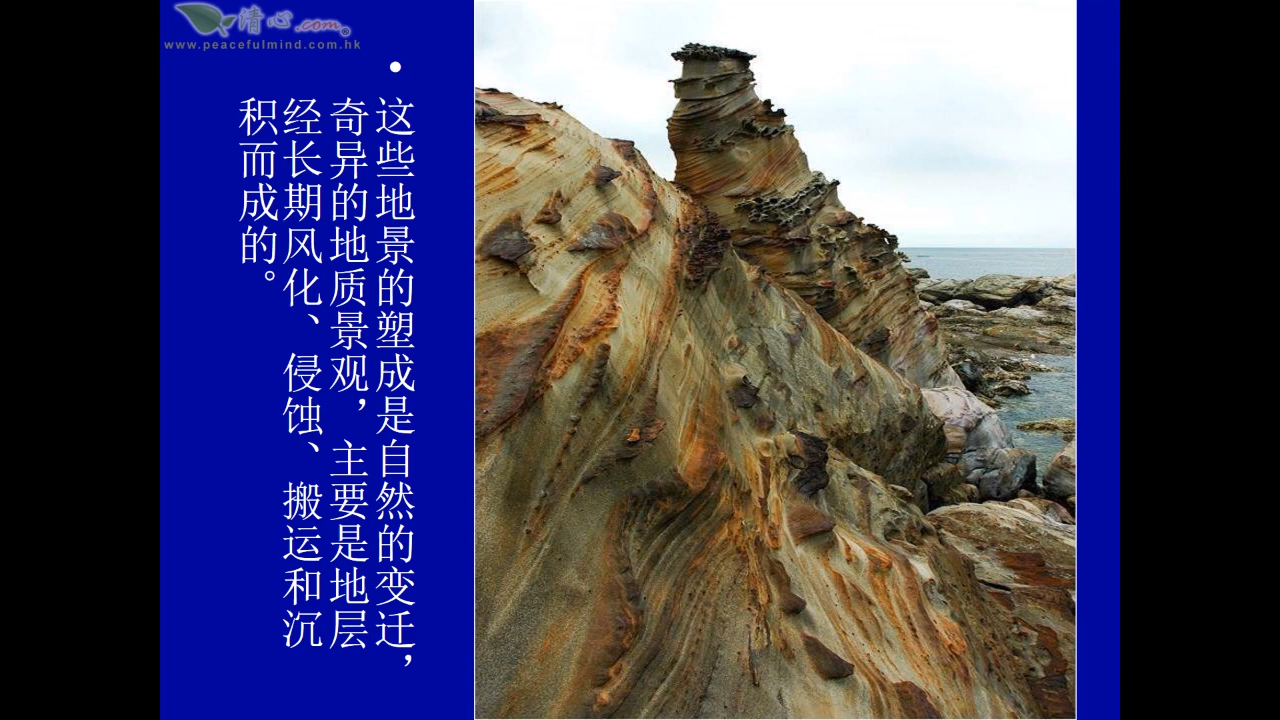 清心.com®
www.peacefulmind.com.hk
•这些地景的塑成是自然的变迁，
奇异的地质景观，主要是地层
经长期风化、侵蚀、搬运和沉
积而成的。